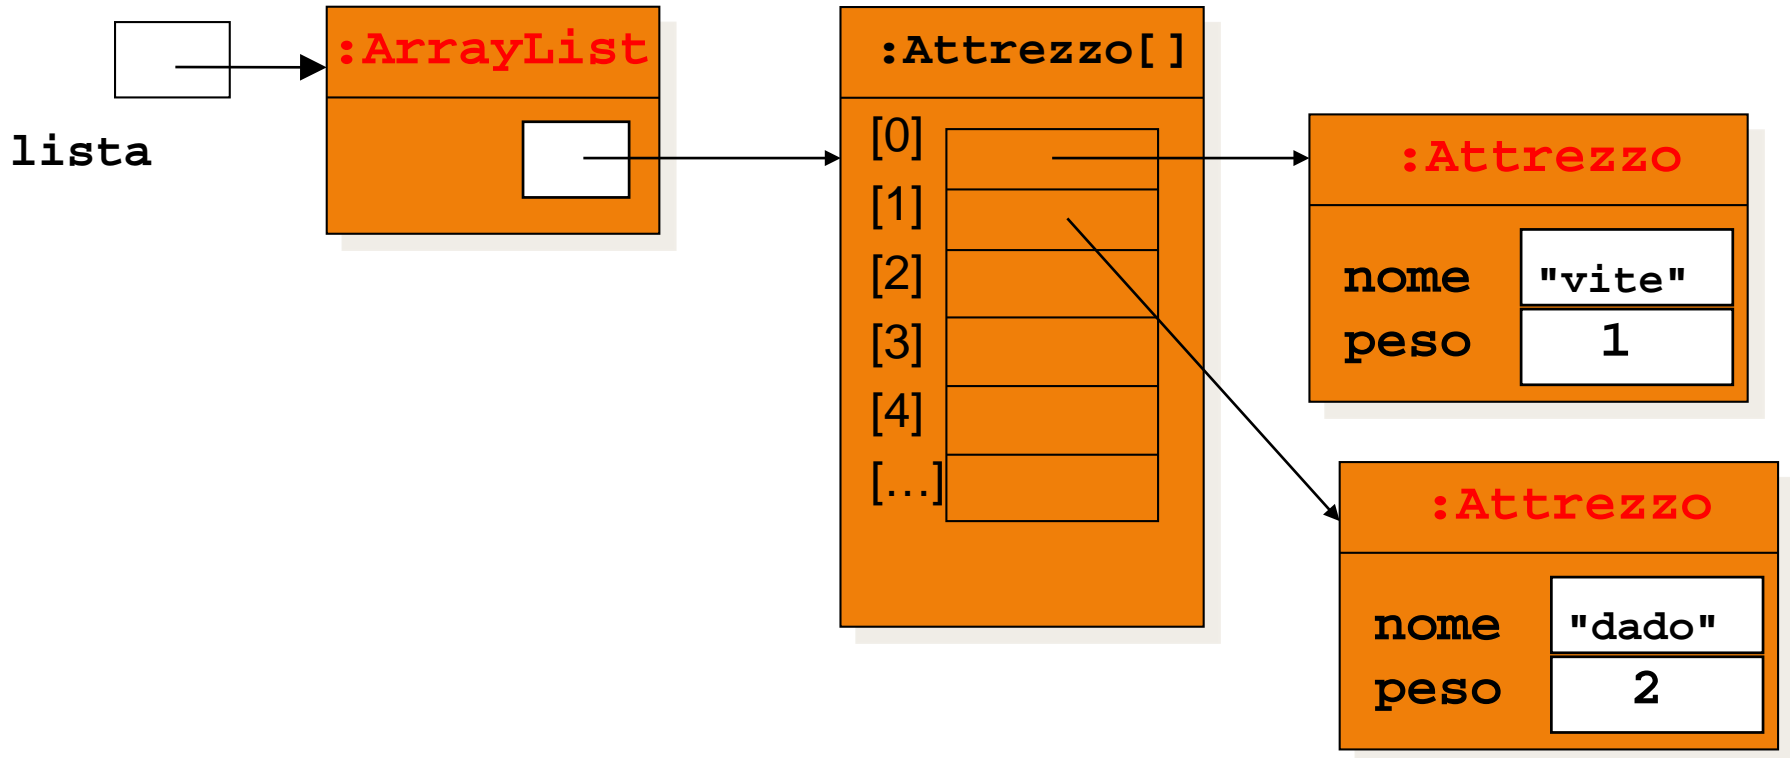 lista
:ArrayList
:Attrezzo[]
[0]
[1]
[2]
[3]
[4]
[...]
:Attrezzo
nome "vite"
peso 1
:Attrezzo
nome "dado"
peso 2